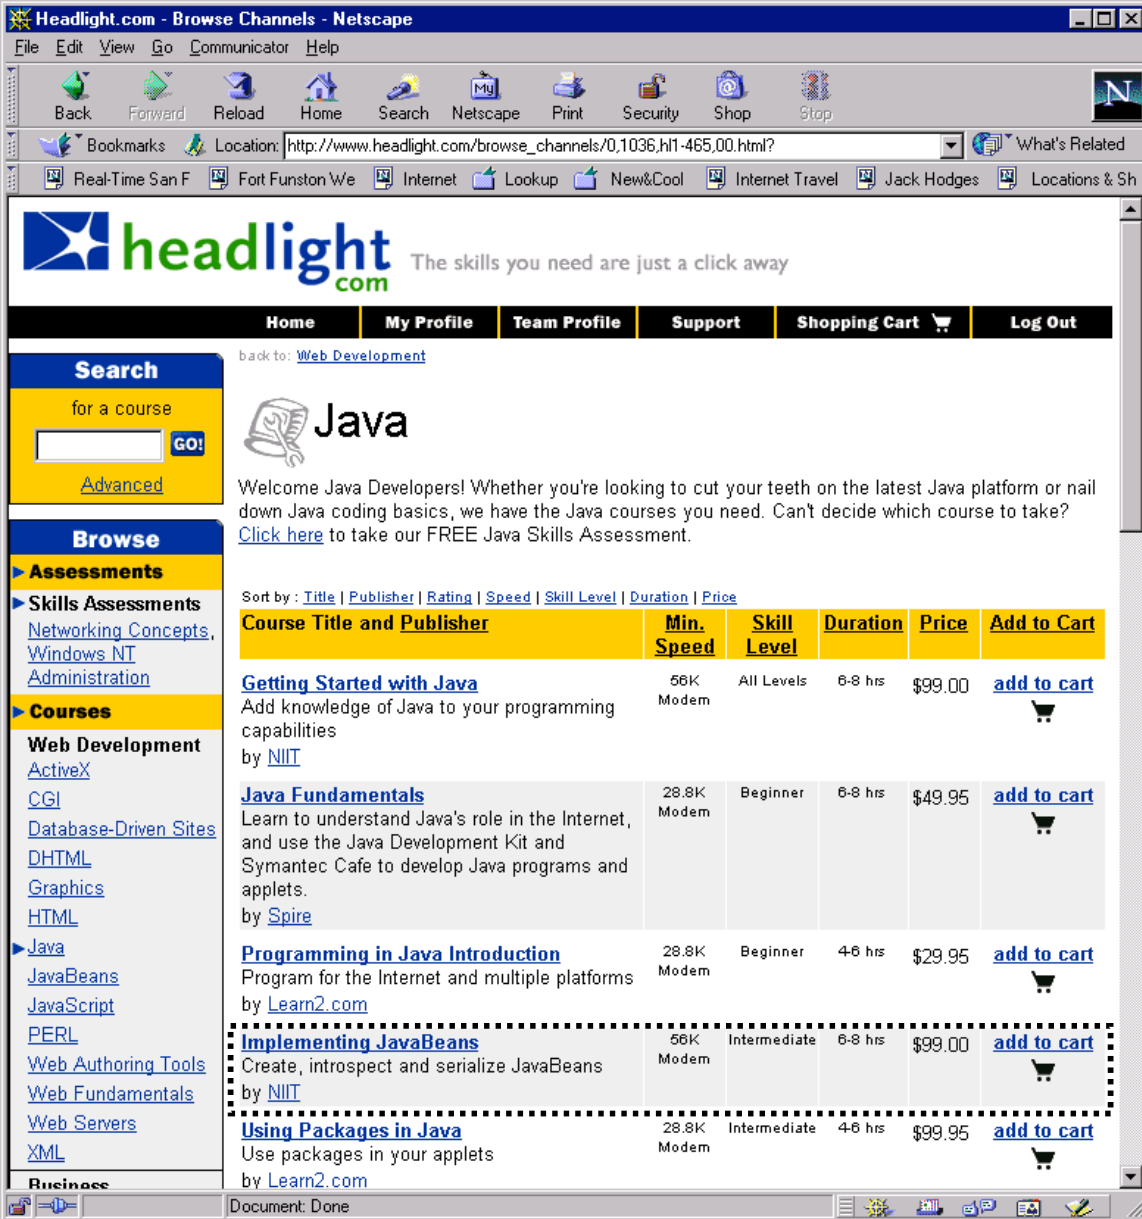 Headlight.com - Browse Channels - Netscape
File Edit View Go Communicator Help
My N
Back Forward Reload Home Search Netscape Print Security Shop Stop
Bookmarks Location: http://www.headlight.com/browse_channels/0,1036,hl1-465,00.html? What's Related
Real-Time San F Fort Funston We Internet Lookup New&Cool Internet Travel Jack Hodges Locations & Sh
headlight
com
The skills you need are just a click away
Home My Profile Team Profile Support Shopping Cart Log Out
Search
for a course
GO!
Advanced
Browse
Assessments
Skills Assessments
Networking Concepts,
Windows NT
Administration
Courses
Web Development
ActiveX
CGI
Database-Driven Sites
DHTML
Graphics
HTML
Java
JavaBeans
JavaScript
PERL
Web Authoring Tools
Web Fundamentals
Web Servers
XML
Business
back to: Web Development
Java
Welcome Java Developers! Whether you're looking to cut your teeth on the latest Java platform or nail
down Java coding basics, we have the Java courses you need. Can't decide which course to take?
Click here to take our FREE Java Skills Assessment.
Sort by : Title | Publisher | Rating | Speed | Skill Level | Duration | Price
Course Title and Publisher Min. Skill Duration Price Add to Cart
Speed Level
Getting Started with Java 56K All Levels 6-8 hrs $99.00 add to cart
Add knowledge of Java to your programming Modem
capabilities
by NIIT
Java Fundamentals 28.8K Beginner 6-8 hrs $49.95 add to cart
Learn to understand Java's role in the Internet, Modem
and use the Java Development Kit and
Symantec Cafe to develop Java programs and
applets.
by Spire
Programming in Java Introduction 28.8K Beginner 4-6 hrs $29.95 add to cart
Program for the Internet and multiple platforms Modem
by Learn2.com
Implementing JavaBeans 56K Intermediate 6-8 hrs $99.00 add to cart
Create, introspect and serialize JavaBeans Modem
by NIIT
Using Packages in Java 28.8K Intermediate 4-6 hrs $99.95 add to cart
Use packages in your applets Modem
by Learn2.com
Document: Done